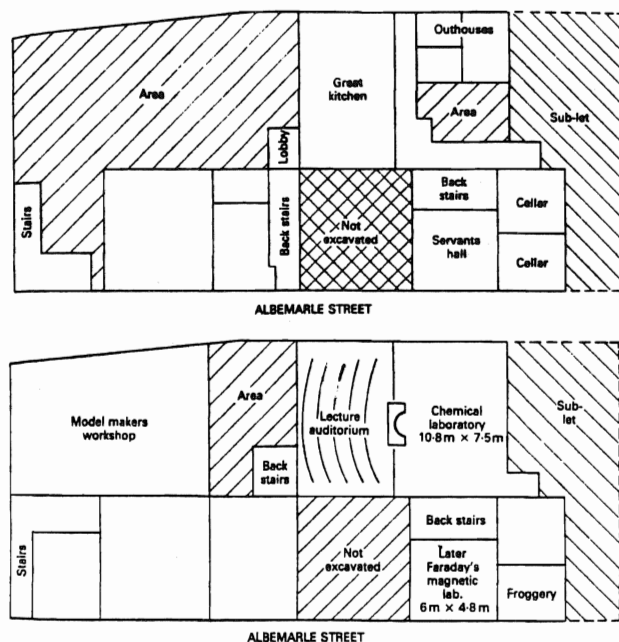 Outhouses
Area
Great
kitchen
Area
Sub-let
Lobby
Stairs
Back stairs
Not
excavated
Back
stairs
Servants
hall
Cellar
Cellar
ALBEMARLE STREET
Model makers
workshop
Area
Back
stairs
Lecture
auditorium
Chemical
laboratory
10·8m × 7·5m
Sub-
let
Stairs
Not
excavated
Back stairs
Later
Faraday's
magnetic
lab.
6m × 4·8m
Froggery
ALBEMARLE STREET